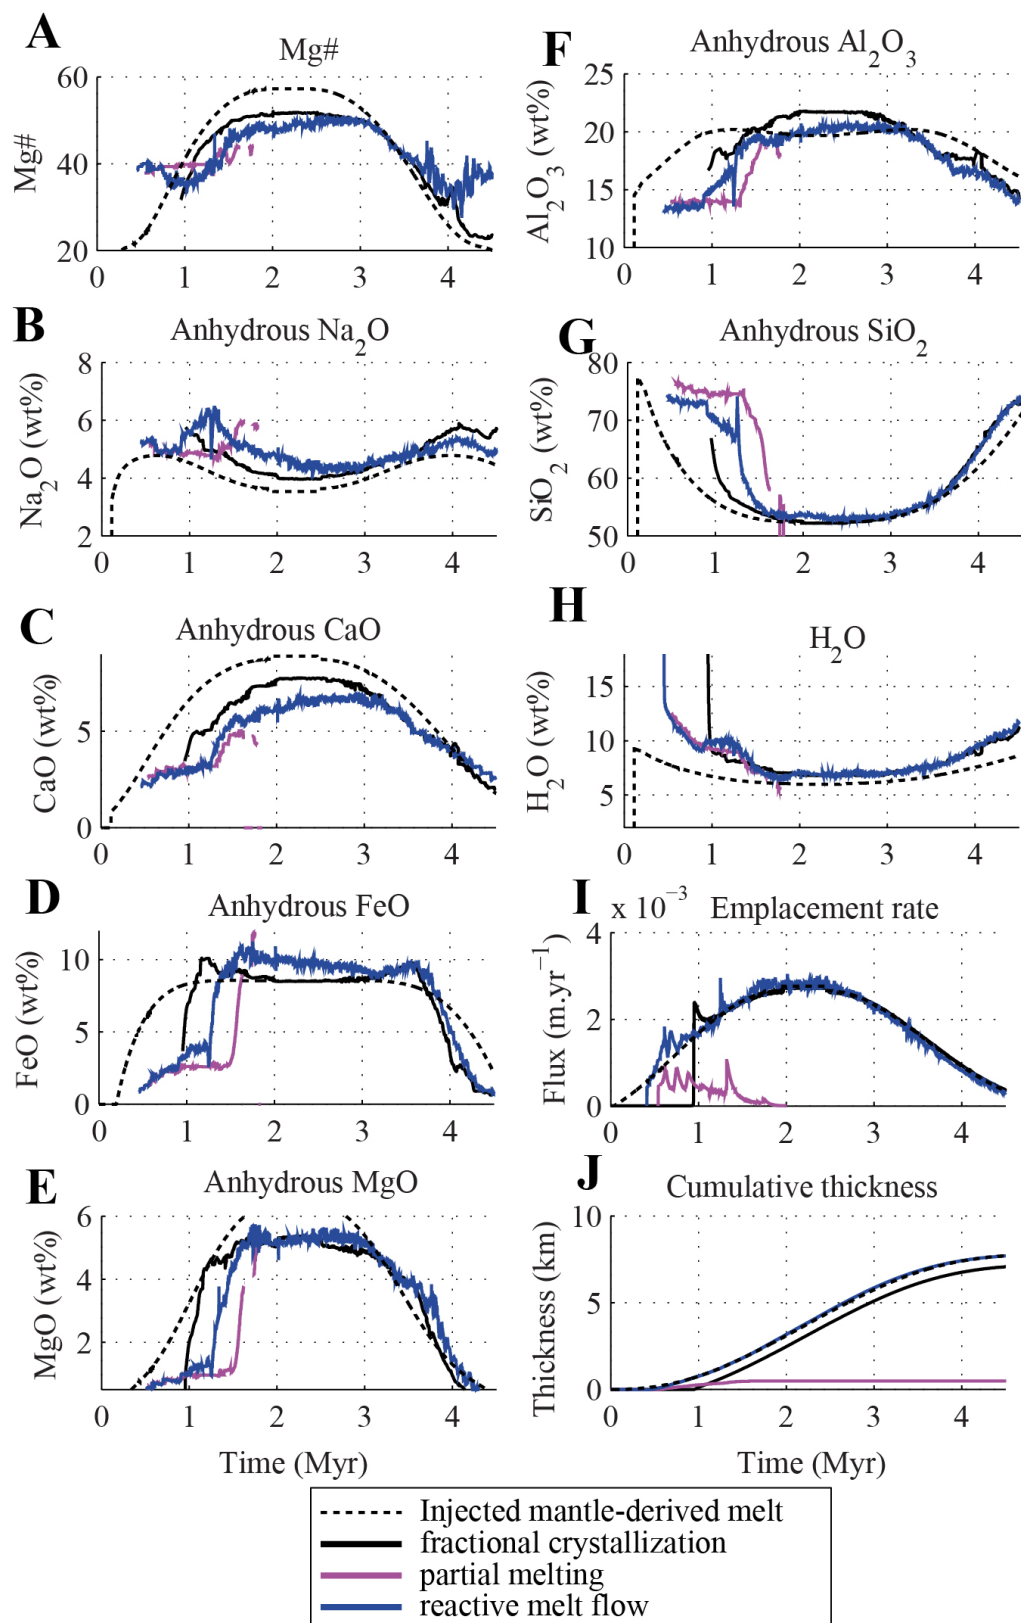 A
Mg#
Mg#
60
40
20
0 1 2 3 4
B
Anhydrous Na₂O
Na₂O (wt%)
8
6
4
2
0 1 2 3 4
C
Anhydrous CaO
CaO (wt%)
5
0
0 1 2 3 4
D
Anhydrous FeO
FeO (wt%)
10
5
0
0 1 2 3 4
E
Anhydrous MgO
MgO (wt%)
6
4
2
0 1 2 3 4
Time (Myr)
F
Anhydrous Al₂O₃
Al₂O₃ (wt%)
25
20
15
10
0 1 2 3 4
G
Anhydrous SiO₂
SiO₂ (wt%)
80
70
60
50
0 1 2 3 4
H
H₂O
H₂O (wt%)
15
10
5
0 1 2 3 4
I
x 10⁻³ Emplacement rate
Flux (m.yr⁻¹)
4
2
0
0 1 2 3 4
J
Cumulative thickness
Thickness (km)
10
5
0
0 1 2 3 4
Time (Myr)
Injected mantle-derived melt
fractional crystallization
partial melting
reactive melt flow